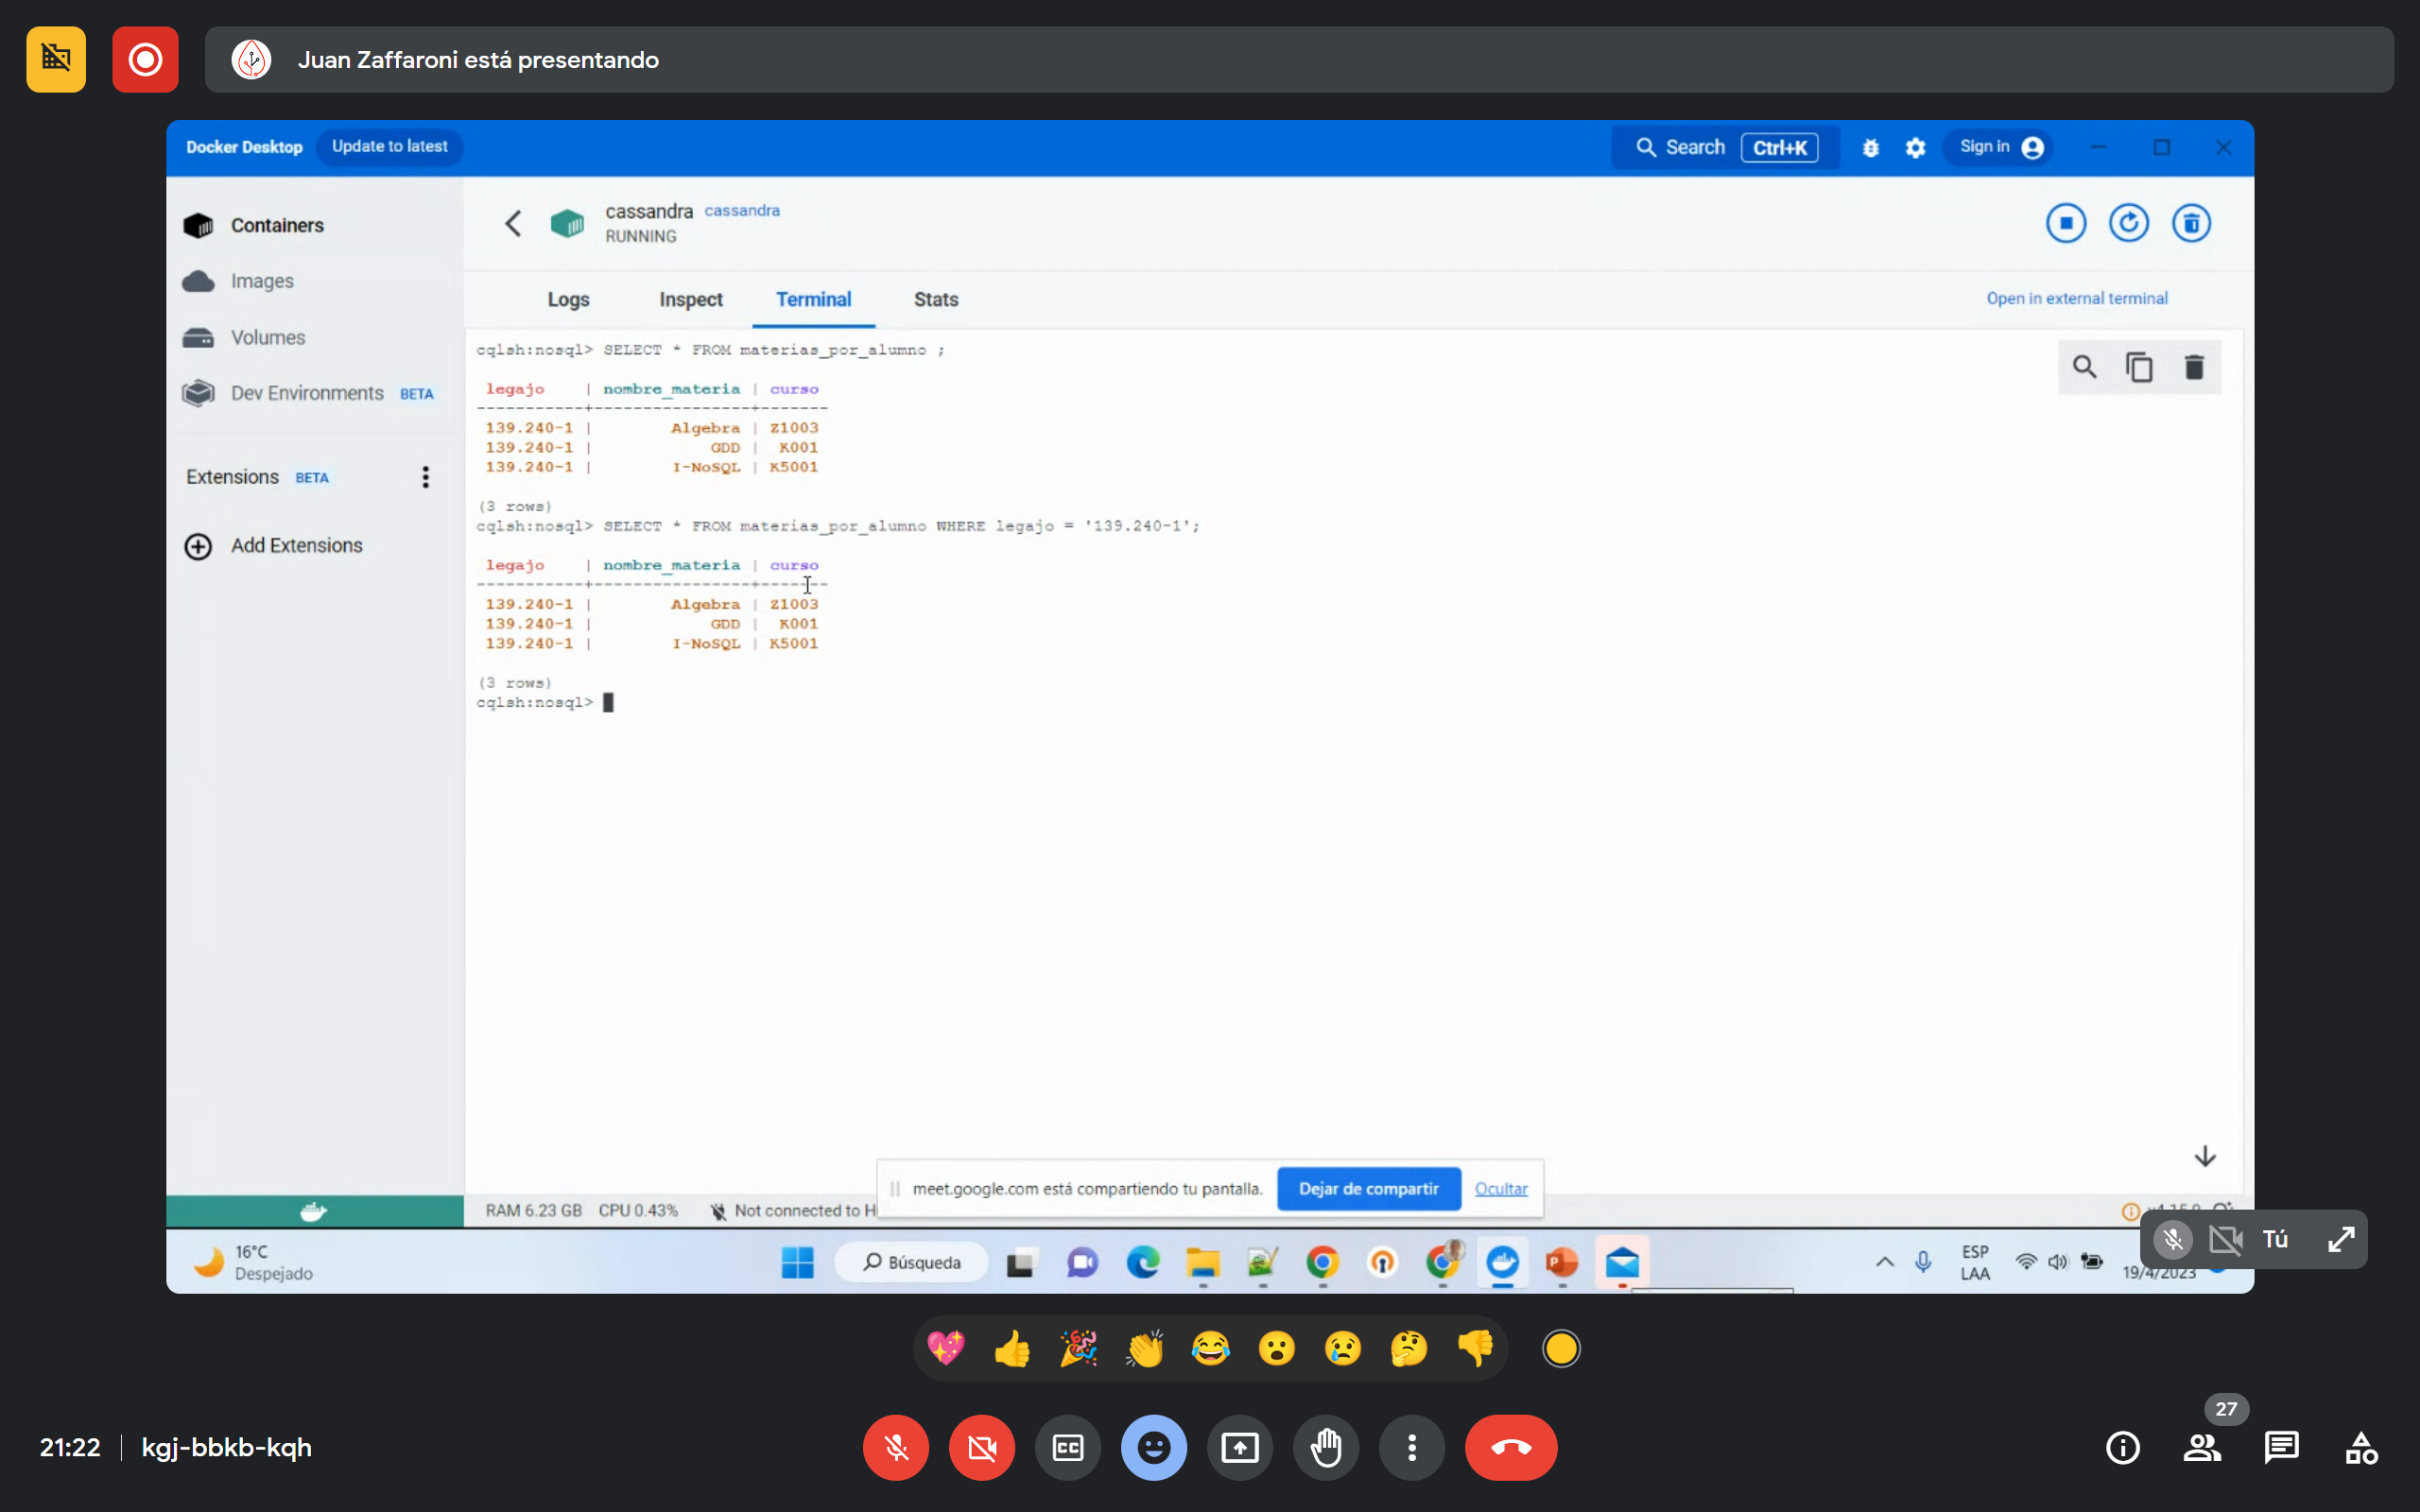 Juan Zaffaroni está presentando
Docker Desktop Update to latest Search Ctrl+K Sign in
Containers
Images
Volumes
Dev Environments BETA
Extensions BETA
Add Extensions
cassandra cassandra
RUNNING
Logs Inspect Terminal Stats Open in external terminal
cqlsh:nosql> SELECT * FROM materias_por_alumno ;
legajo | nombre_materia | curso
-----------+----------------+-------
139.240-1 | Algebra | Z1003
139.240-1 | GDD | K001
139.240-1 | I-NoSQL | K5001
(3 rows)
cqlsh:nosql> SELECT * FROM materias_por_alumno WHERE legajo = '139.240-1';
legajo | nombre_materia | curso
-----------+----------------+-------
139.240-1 | Algebra | Z1003
139.240-1 | GDD | K001
139.240-1 | I-NoSQL | K5001
(3 rows)
cqlsh:nosql>
meet.google.com está compartiendo tu pantalla. Dejar de compartir Ocultar
RAM 6.23 GB CPU 0.43% Not connected to
16°C
Despejado
Búsqueda
ESP
LAA
19/4/2023
Tú
27
21:22 | kgj-bbkb-kqh
CC